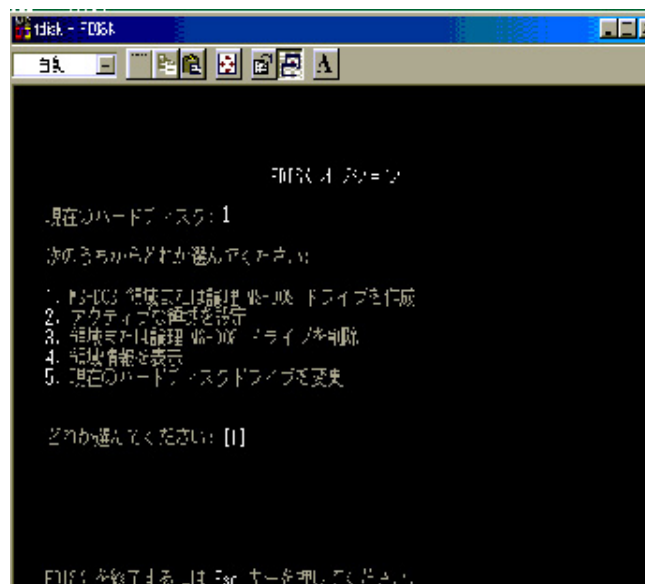 fdisk - FDISK
自動
A
FDISK オプション
現在のハードディスク: 1
次のうちからどれか選んでください:
1. MS-DOS 領域または論理 MS-DOS ドライブを作成
2. アクティブな領域を設定
3. 領域または論理 MS-DOS ドライブを削除
4. 領域情報を表示
5. 現在のハードディスクドライブを変更
どれか選んでください: [1]
FDISK を終了するには Esc キーを押してください.